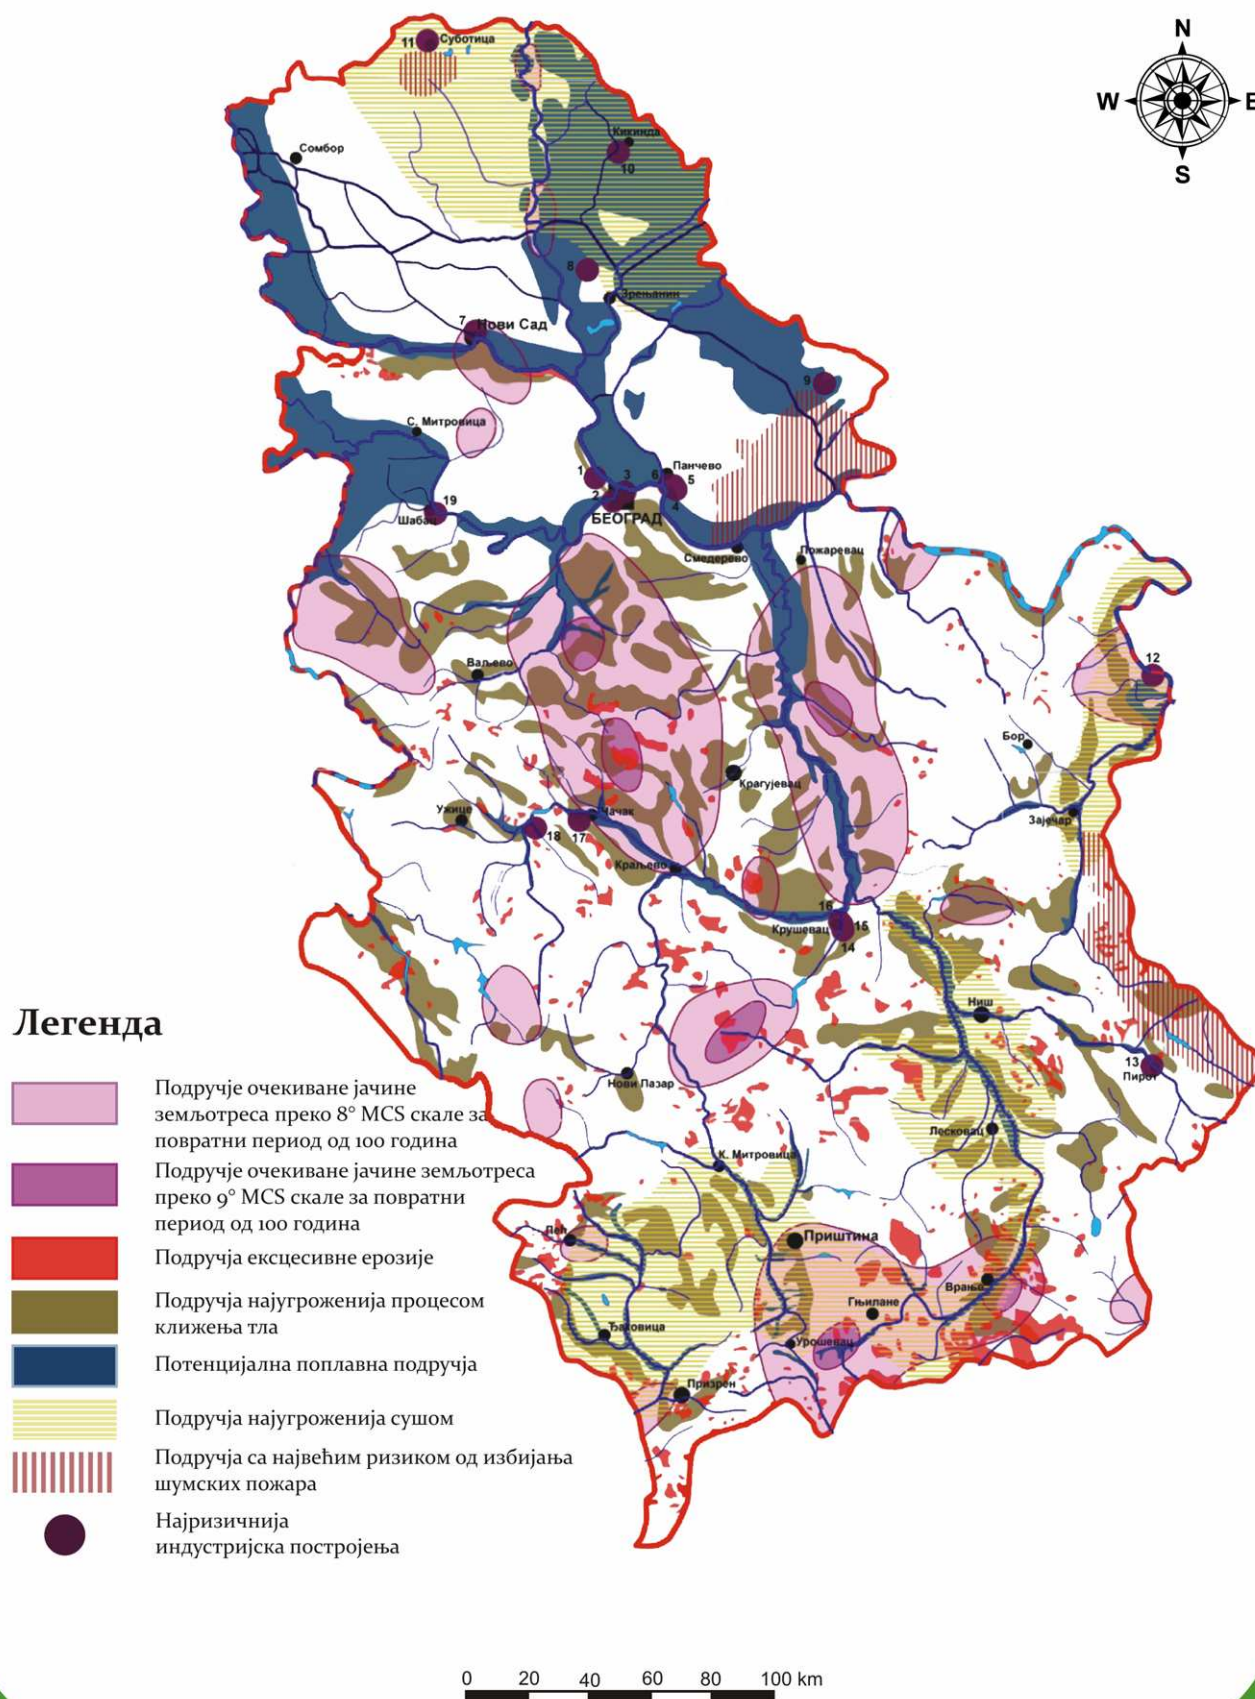 N
W
E
S
11
Суботица
Сомбор
Кикинда
10
8
Зрењанин
7
Нови Сад
9
С. Митровица
1
3
6
Панчево
5
2
4
БЕОГРАД
19
Шабац
Смедерево
Пожаревац
Ваљево
12
Бор
Крагујевац
Ужице
Чачак
18
17
Зајечар
Краљево
16
Крушевац
15
14
Ниш
13
Пирот
Нови Пазар
Лесковац
К. Митровица
Пећ
Приштина
Врање
Гњилане
Ђаковица
Урошевац
Призрен
Легенда
Подручје очекиване јачине
земљотреса преко 8° MCS скале за
повратни период од 100 година
Подручје очекиване јачине земљотреса
преко 9° MCS скале за повратни
период од 100 година
Подручја ексцесивне ерозије
Подручја најугроженија процесом
клижења тла
Потенцијална поплавна подручја
Подручја најугроженија сушом
Подручја са највећим ризиком од избијања
шумских пожара
Најризичнија
индустријска постројења
0 20 40 60 80 100 km